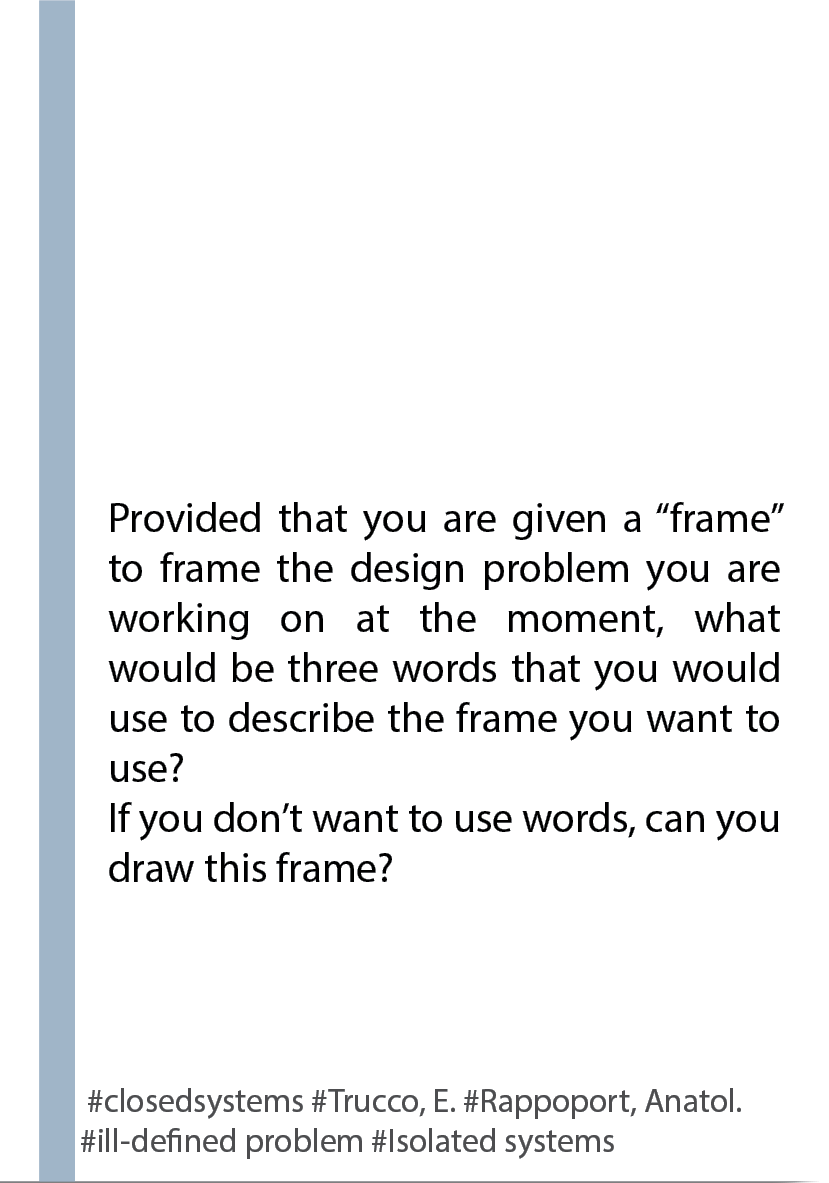 Provided that you are given a “frame”
to frame the design problem you are
working on at the moment, what
would be three words that you would
use to describe the frame you want to
use?
If you don’t want to use words, can you
draw this frame?
#closedsystems #Trucco, E. #Rappoport, Anatol.
#ill-defined problem #Isolated systems